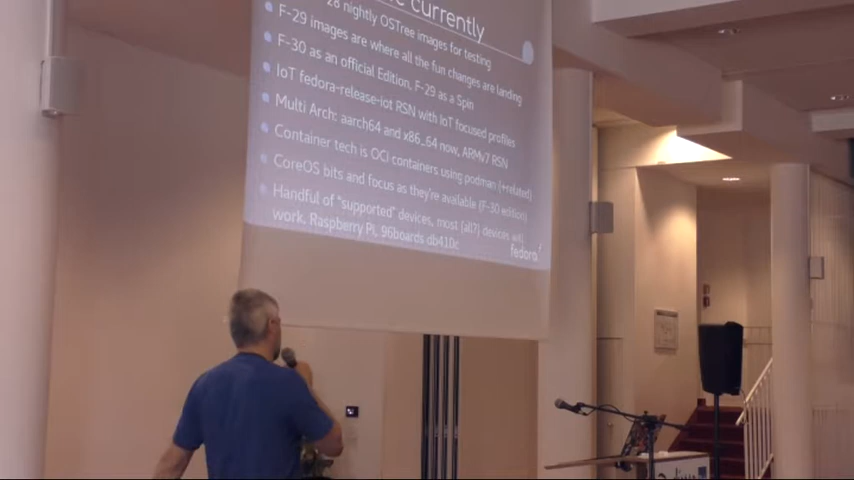 currently
28 nightly OSTree images for testing
F-29 images are where all the fun changes are landing
F-30 as an official Edition, F-29 as a Spin
IoT fedora-release-iot RSN with IoT focused profiles
Multi Arch: aarch64 and x86_64 now, ARMv7 RSN
Container tech is OCI containers using podman (+related)
CoreOS bits and focus as they're available (F-30 edition)
Handful of "supported" devices, most (all?) devices will
work. Raspberry Pi, 96boards db410c
fedora